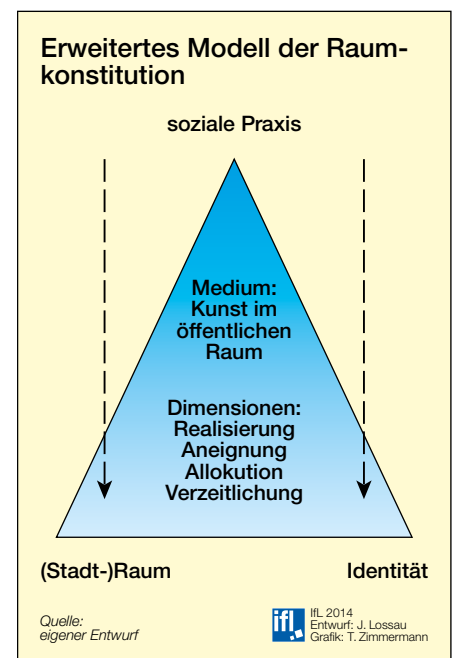 Erweitertes Modell der Raum-
konstitution
soziale Praxis
Medium:
Kunst im
öffentlichen
Raum
Dimensionen:
Realisierung
Aneignung
Allokution
Verzeitlichung
(Stadt-)Raum
Identität
Quelle:
eigener Entwurf
ifl
IfL 2014
Entwurf: J. Lossau
Grafik: T. Zimmermann